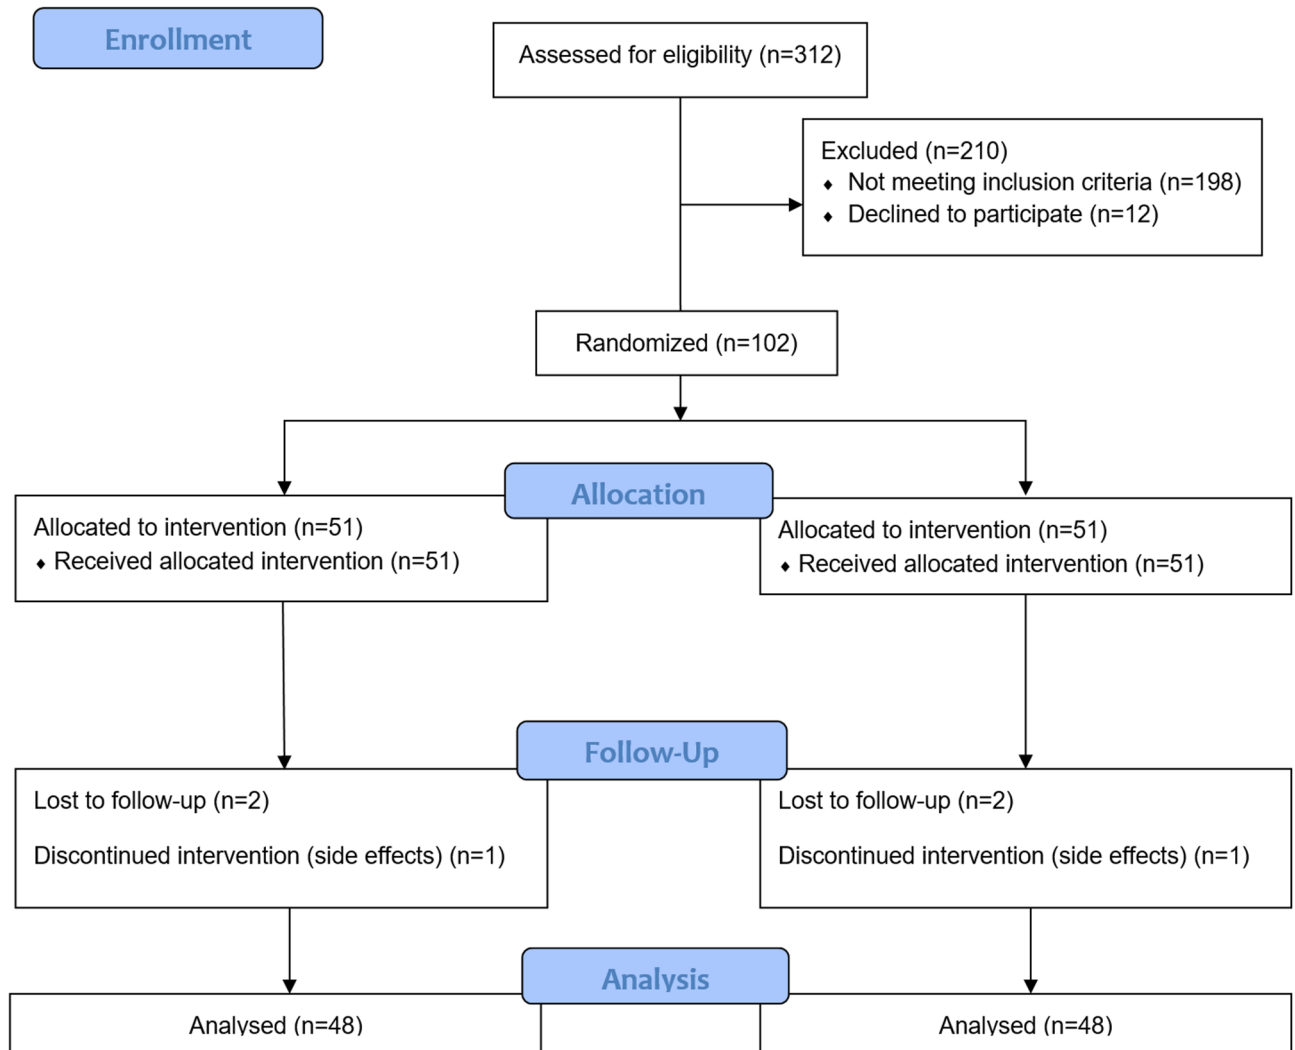 Enrollment
Assessed for eligibility (n=312)
Excluded (n=210)
♦ Not meeting inclusion criteria (n=198)
♦ Declined to participate (n=12)
Randomized (n=102)
Allocation
Allocated to intervention (n=51)
♦ Received allocated intervention (n=51)
Allocated to intervention (n=51)
♦ Received allocated intervention (n=51)
Follow-Up
Lost to follow-up (n=2)
Discontinued intervention (side effects) (n=1)
Lost to follow-up (n=2)
Discontinued intervention (side effects) (n=1)
Analysis
Analysed (n=48)
Analysed (n=48)